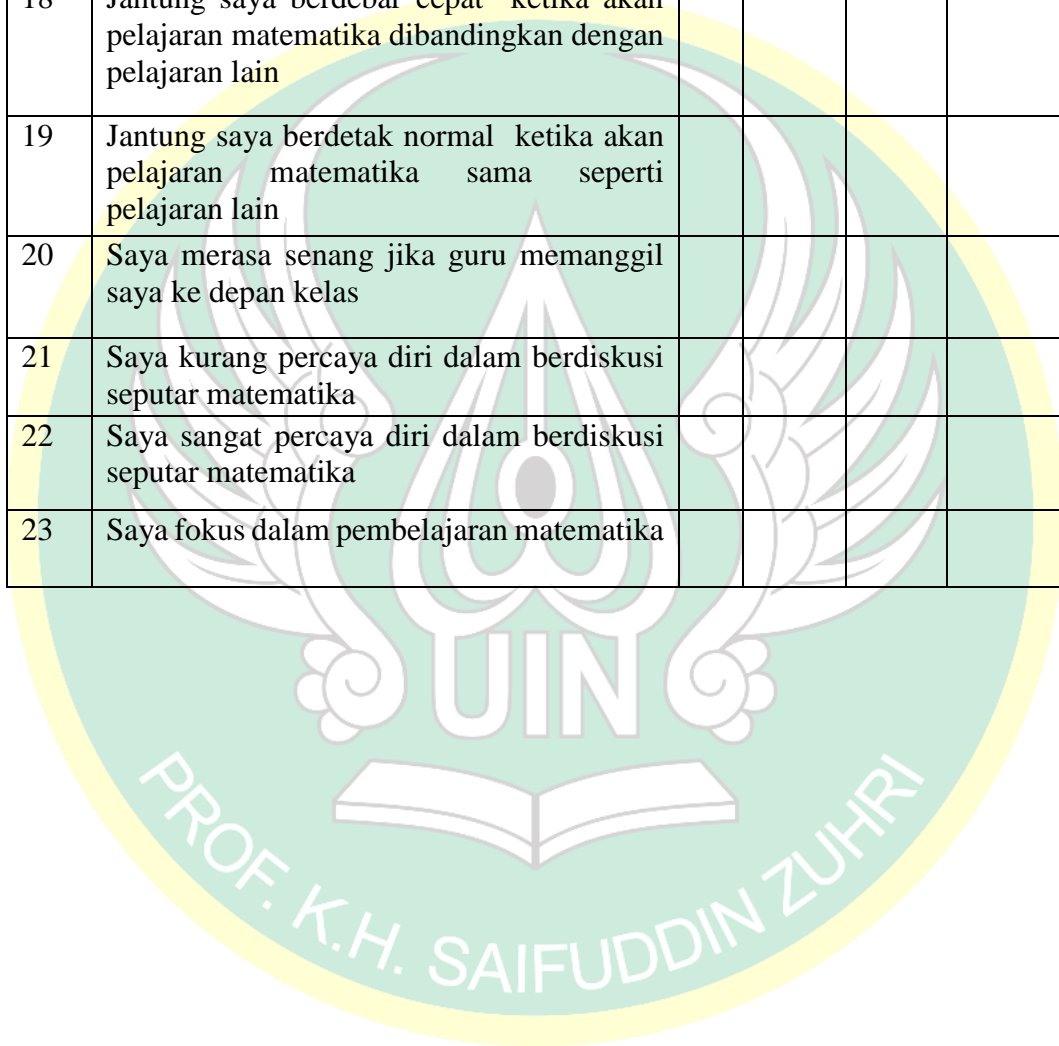 18 Jantung saya berdebar cepat ketika akan
pelajaran matematika dibandingkan dengan
pelajaran lain
19 Jantung saya berdetak normal ketika akan
pelajaran matematika sama seperti
pelajaran lain
20 Saya merasa senang jika guru memanggil
saya ke depan kelas
21 Saya kurang percaya diri dalam berdiskusi
seputar matematika
22 Saya sangat percaya diri dalam berdiskusi
seputar matematika
23 Saya fokus dalam pembelajaran matematika
UIN
PROF. K.H. SAIFUDDIN ZUHRI